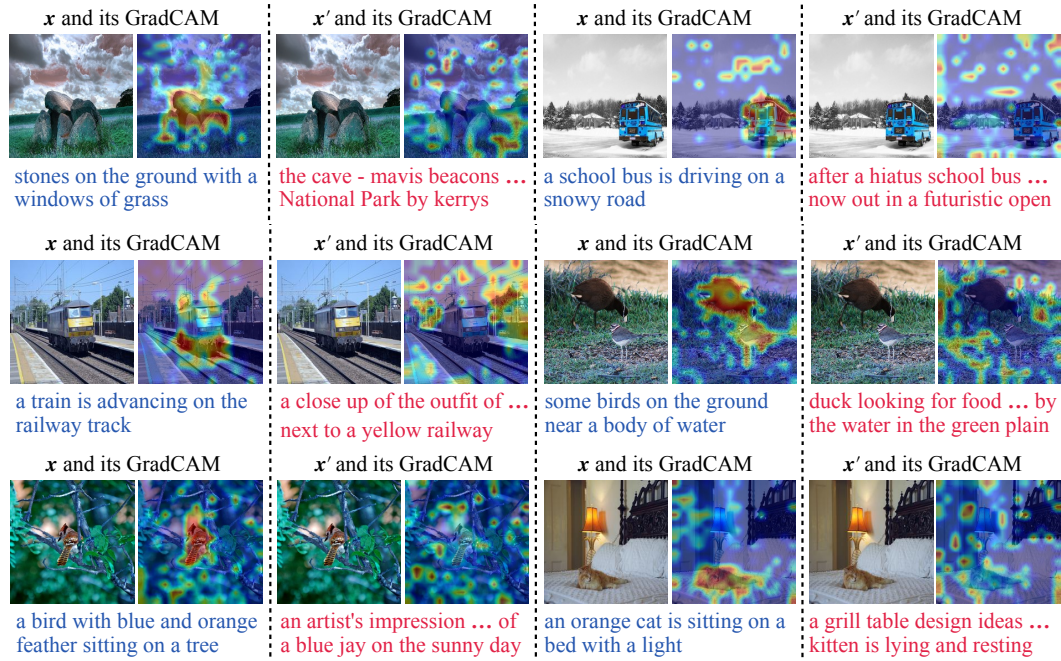 x and its GradCAM
x′ and its GradCAM
x and its GradCAM
x′ and its GradCAM
stones on the ground with a
windows of grass
the cave - mavis beacons ...
National Park by kerrys
a school bus is driving on a
snowy road
after a hiatus school bus ...
now out in a futuristic open
x and its GradCAM
x′ and its GradCAM
x and its GradCAM
x′ and its GradCAM
a train is advancing on the
railway track
a close up of the outfit of ...
next to a yellow railway
some birds on the ground
near a body of water
duck looking for food ... by
the water in the green plain
x and its GradCAM
x′ and its GradCAM
x and its GradCAM
x′ and its GradCAM
a bird with blue and orange
feather sitting on a tree
an artist's impression ... of
a blue jay on the sunny day
an orange cat is sitting on a
bed with a light
a grill table design ideas ...
kitten is lying and resting